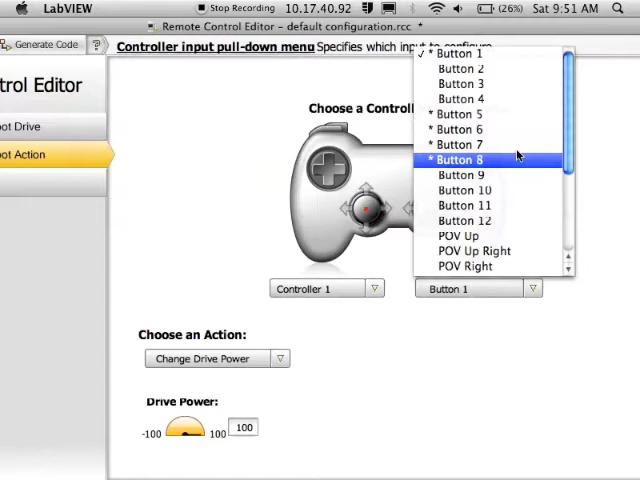 LabVIEW Stop Recording 10.17.40.92 (26%) Sat 9:51 AM
Remote Control Editor - default configuration.rcc *
Generate Code ? Controller input pull-down menu Specifies which input to configure
trol Editor
ot Drive
ot Action
Choose a Controll
✓ * Button 1
Button 2
Button 3
Button 4
* Button 5
* Button 6
* Button 7
* Button 8
Button 9
Button 10
Button 11
Button 12
POV Up
POV Up Right
POV Right
Controller 1 Button 1
Choose an Action:
Change Drive Power
Drive Power:
-100 100 100